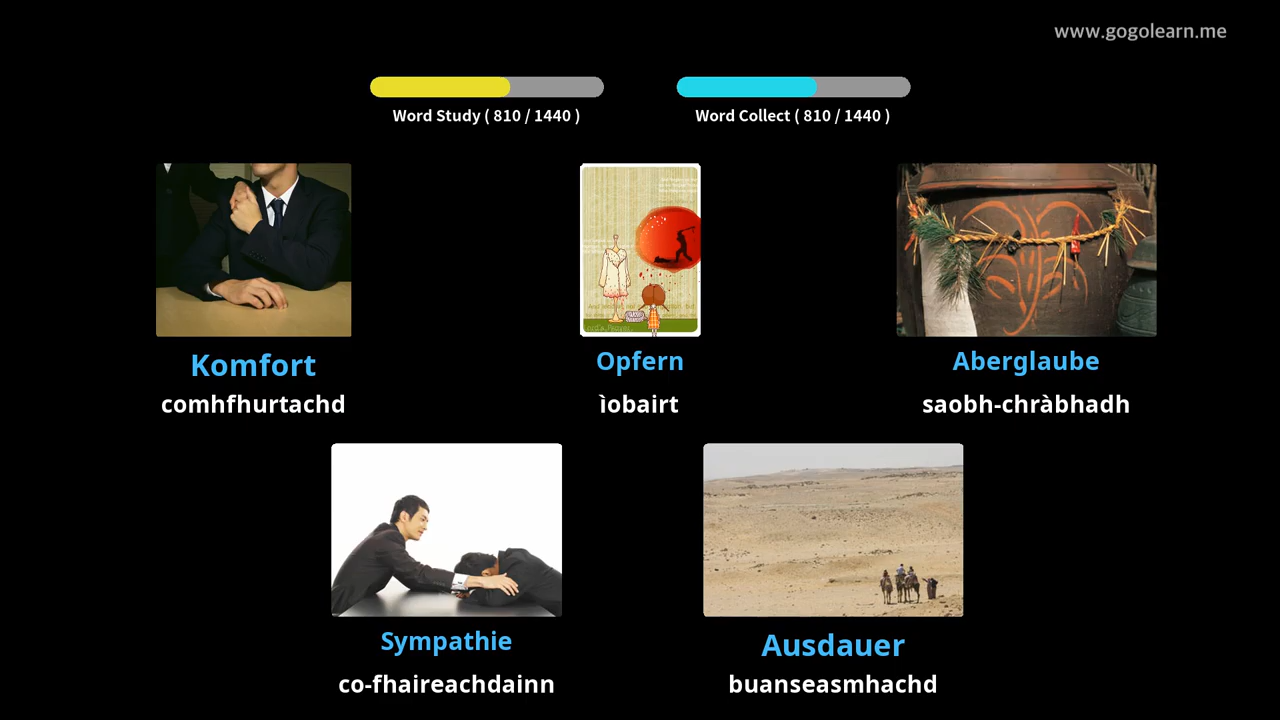 www.gogolearn.me
Word Study ( 810 / 1440 )
Word Collect ( 810 / 1440 )
Komfort
comhfhurtachd
Opfern
ìobairt
Aberglaube
saobh-chràbhadh
Sympathie
co-fhaireachdainn
Ausdauer
buanseasmhachd